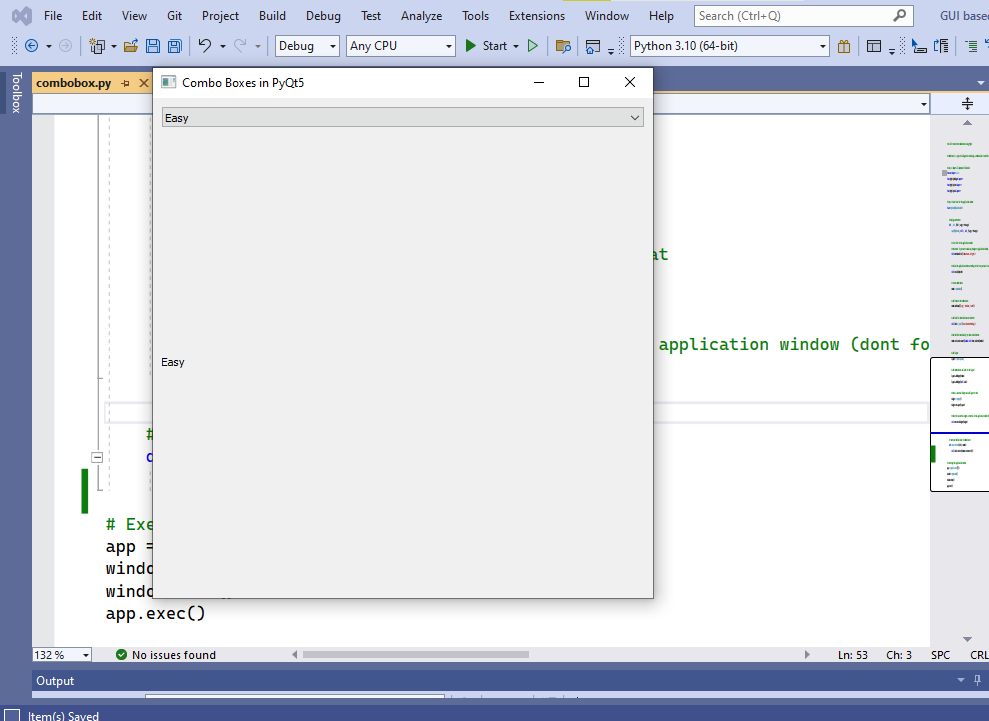 File Edit View Git Project Build Debug Test Analyze Tools Extensions Window Help Search (Ctrl+Q) GUI base
Debug Any CPU Start Python 3.10 (64-bit)
Toolbox
combobox.py
Combo Boxes in PyQt5
Easy
at
application window (dont fo
Easy
#
# Exe
app =
windo
windo
app.exec()
132 % No issues found Ln: 53 Ch: 3 SPC CRL
Output
Item(s) Saved